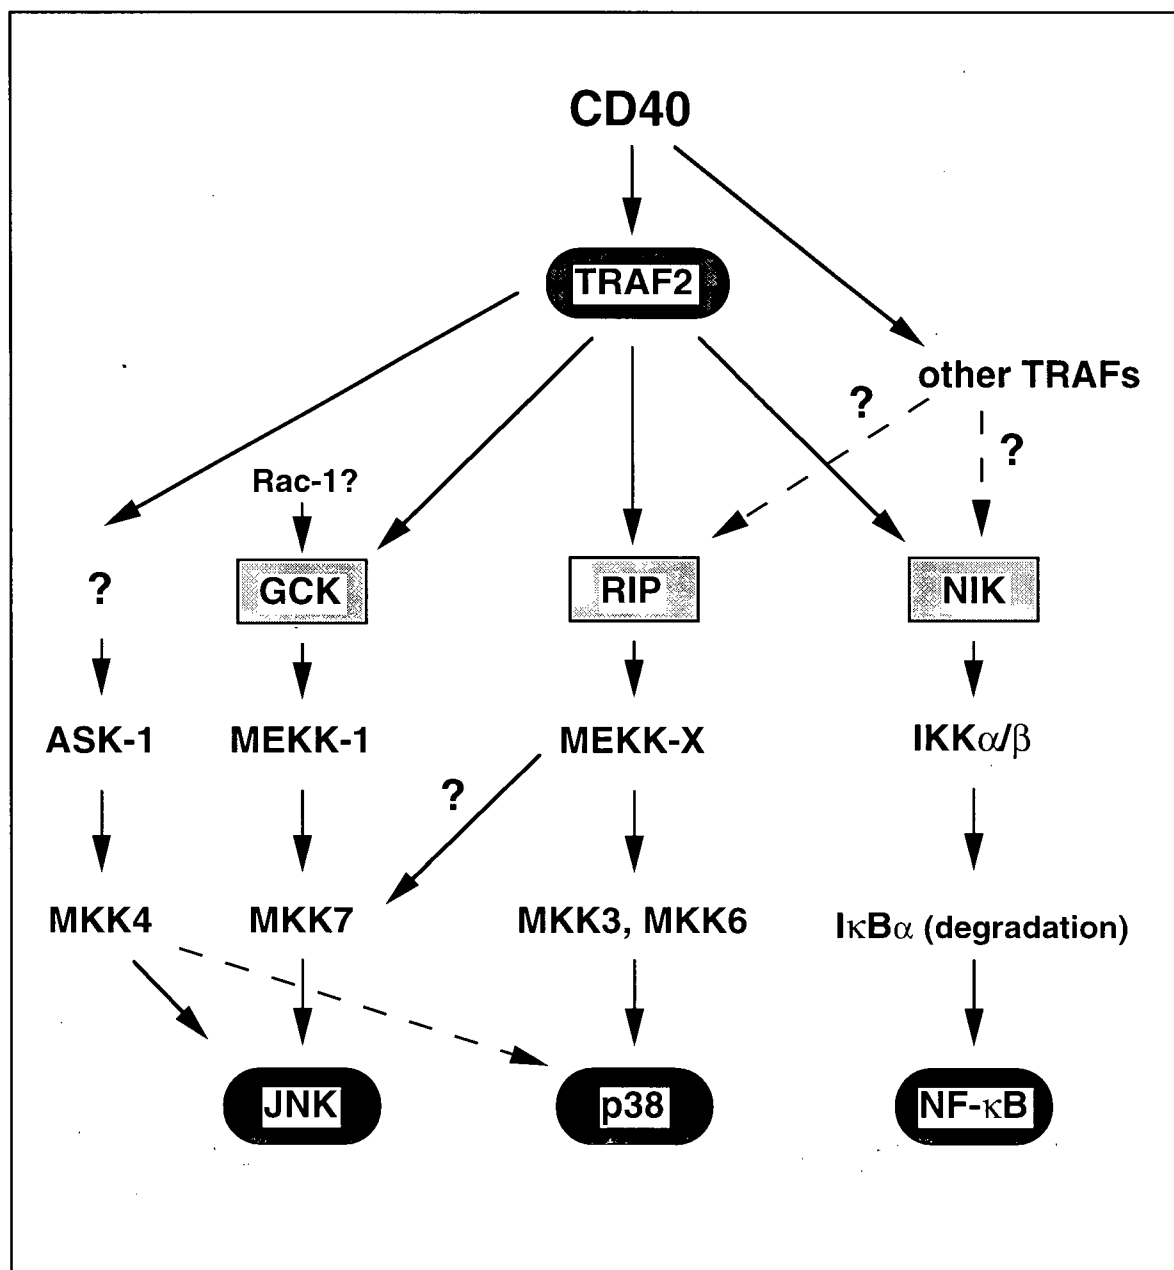 CD40
TRAF2
other TRAFs
?
?
Rac-1?
?
GCK
RIP
NIK
ASK-1
MEKK-1
MEKK-X
IKKα/β
?
MKK4
MKK7
MKK3, MKK6
IκBα (degradation)
JNK
p38
NF-κB